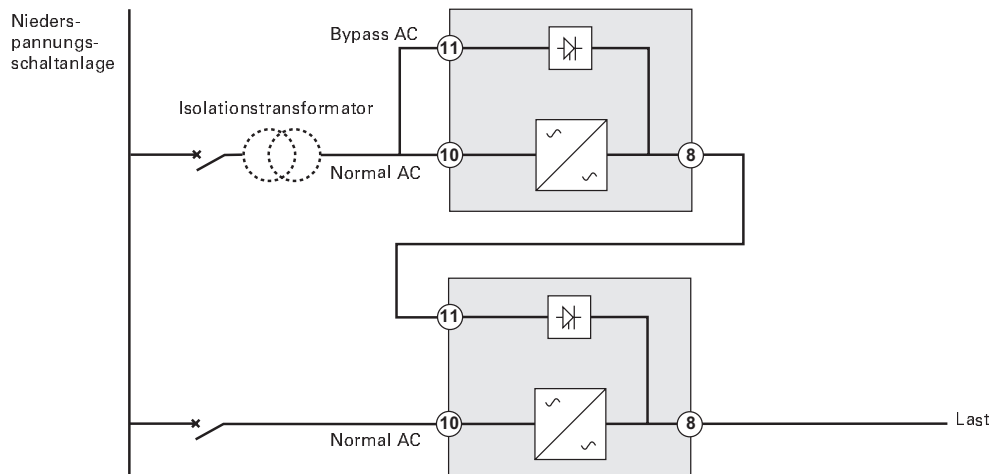 Nieders-
pannungs-
schaltanlage
Bypass AC
11
Isolationstransformator
10
Normal AC
8
11
10
Normal AC
8
Last